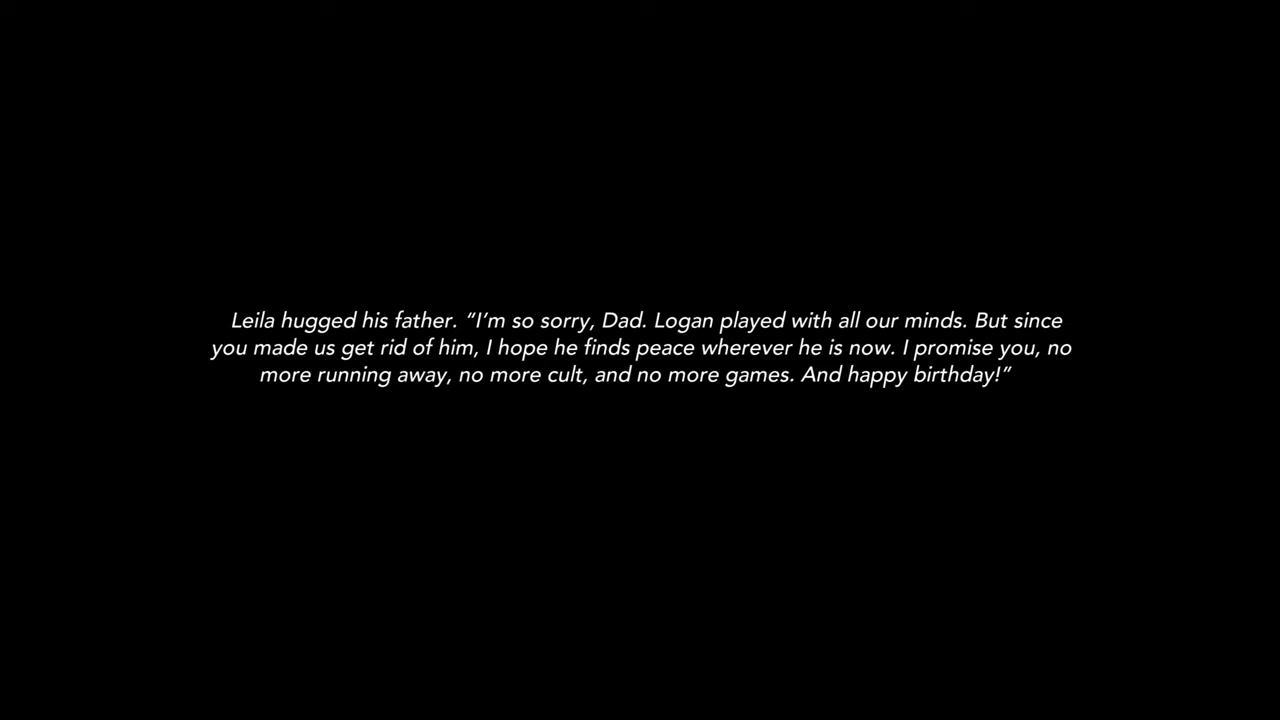 Leila hugged his father. “I’m so sorry, Dad. Logan played with all our minds. But since
you made us get rid of him, I hope he finds peace wherever he is now. I promise you, no
more running away, no more cult, and no more games. And happy birthday!”